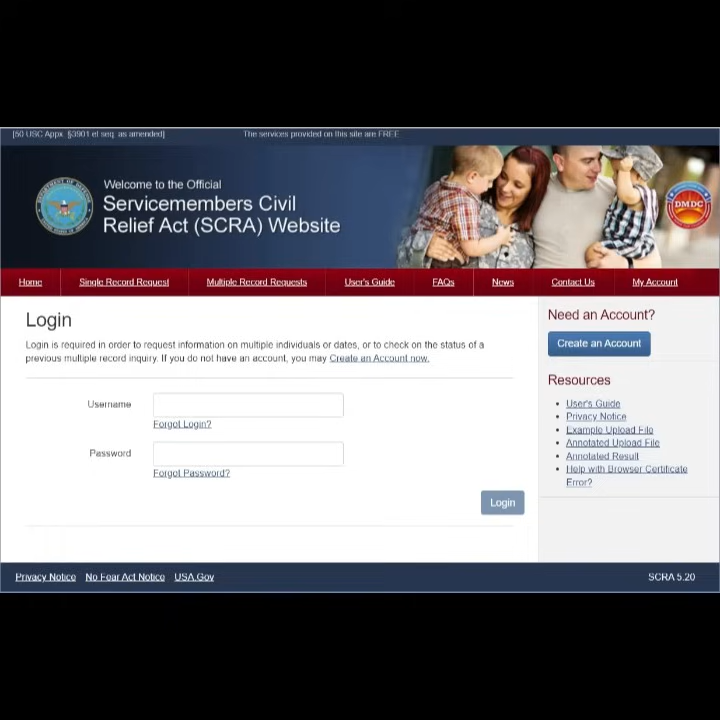 [50 USC Appx. §3901 et seq. as amended] The services provided on this site are FREE
Welcome to the Official
Servicemembers Civil
Relief Act (SCRA) Website
DMDC
Home Single Record Request Multiple Record Requests User's Guide FAQs News Contact Us My Account
Login
Login is required in order to request information on multiple individuals or dates, or to check on the status of a
previous multiple record inquiry. If you do not have an account, you may Create an Account now.
Username
Forgot Login?
Password
Forgot Password?
Login
Need an Account?
Create an Account
Resources
User's Guide
Privacy Notice
Example Upload File
Annotated Upload File
Annotated Result
Help with Browser Certificate
Error?
Privacy Notice No Fear Act Notice USA.Gov SCRA 5.20